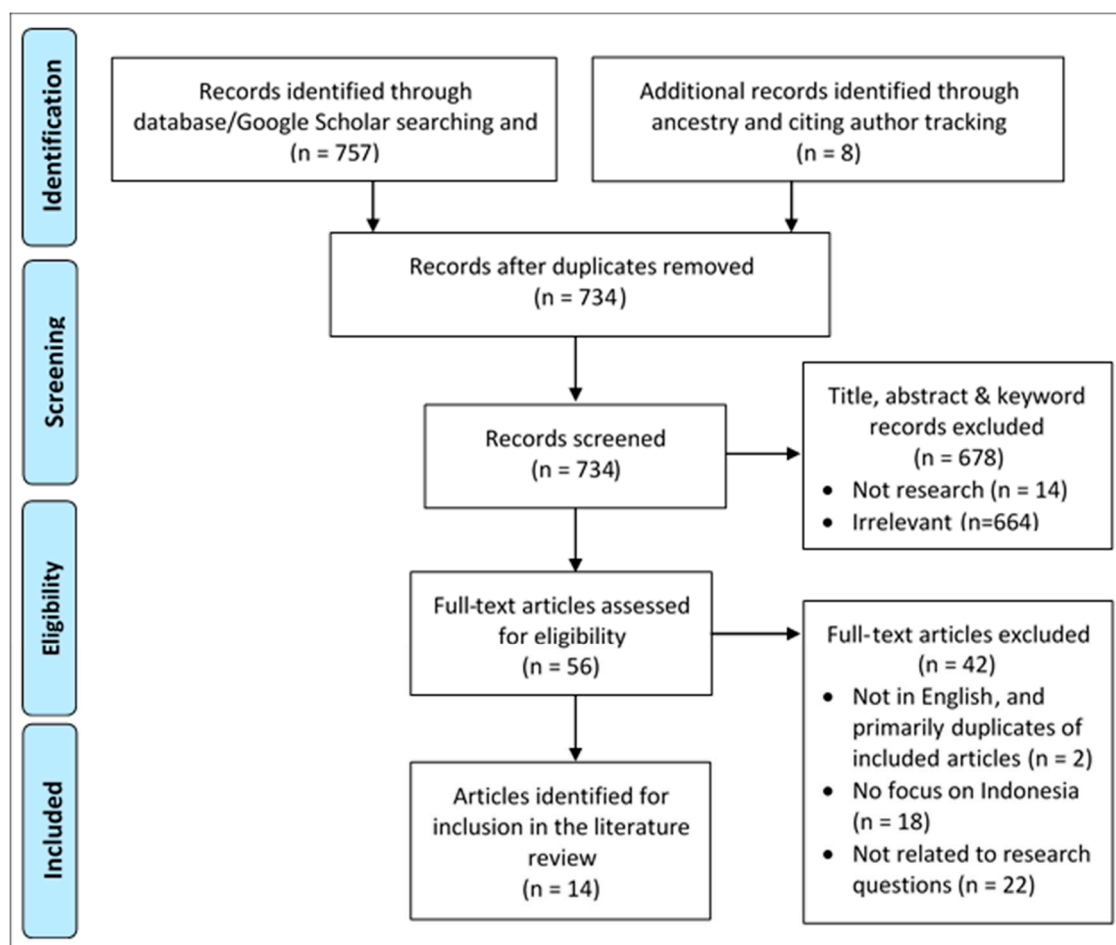 Identification
Records identified through
database/Google Scholar searching and
(n = 757)
Additional records identified through
ancestry and citing author tracking
(n = 8)
Records after duplicates removed
(n = 734)
Screening
Records screened
(n = 734)
Title, abstract & keyword
records excluded
(n = 678)
• Not research (n = 14)
• Irrelevant (n=664)
Eligibility
Full-text articles assessed
for eligibility
(n = 56)
Full-text articles excluded
(n = 42)
• Not in English, and
primarily duplicates of
included articles (n = 2)
• No focus on Indonesia
(n = 18)
• Not related to research
questions (n = 22)
Included
Articles identified for
inclusion in the literature
review
(n = 14)